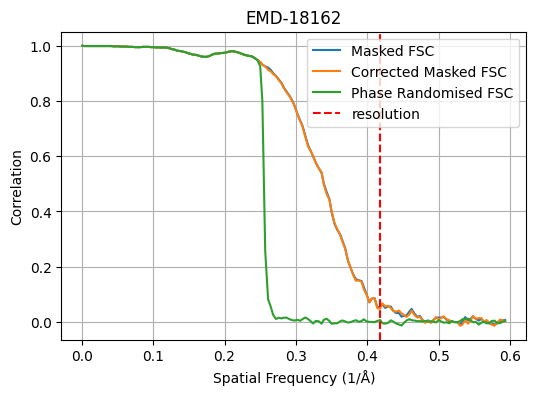 EMD-18162
Masked FSC
Corrected Masked FSC
Phase Randomised FSC
resolution
1.0
0.8
0.6
0.4
0.2
0.0
Correlation
0.0 0.1 0.2 0.3 0.4 0.5 0.6
Spatial Frequency (1/Å)